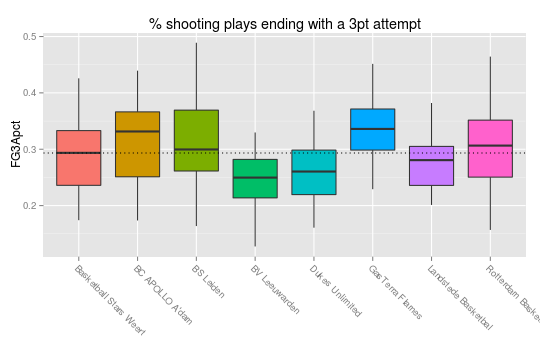 % shooting plays ending with a 3pt attempt
FG3Apct
0.5
0.4
0.3
0.2
Basketball Stars Weert
BC APOLLO A'dam
BS Leiden
BV Leeuwarden
Dukes Unlimited
GasTerra Flames
Landstede Basketbal
Rotterdam Baske